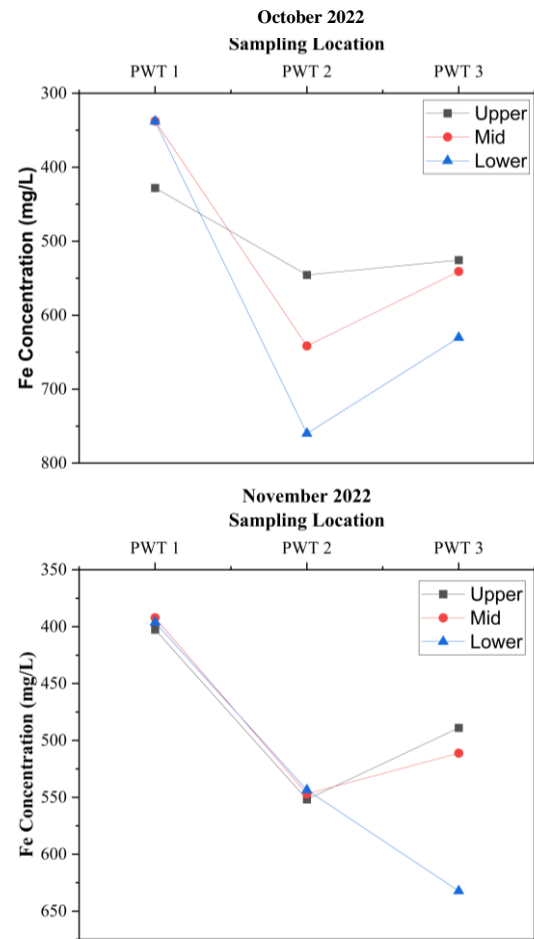 October 2022
Sampling Location
PWT 1 PWT 2 PWT 3
300
400
500
600
700
800
Fe Concentration (mg/L)
Upper
Mid
Lower
November 2022
Sampling Location
PWT 1 PWT 2 PWT 3
350
400
450
500
550
600
650
Fe Concentration (mg/L)
Upper
Mid
Lower